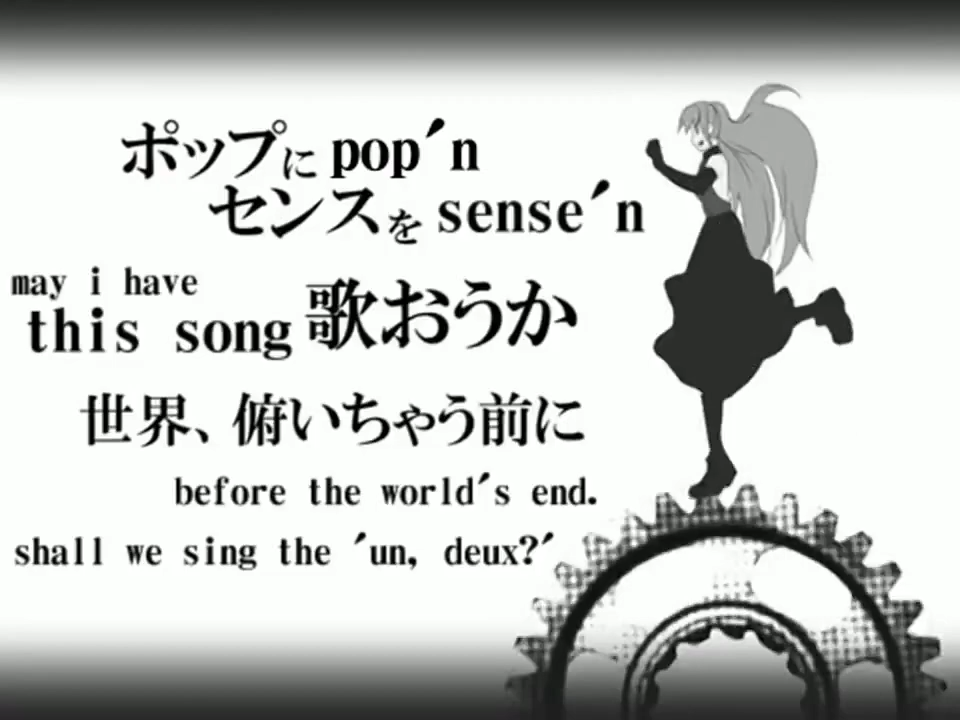 ポップに pop'n
センスを sense'n
may i have
this song 歌おうか
世界、俯いちゃう前に
before the world's end.
shall we sing the 'un, deux?'